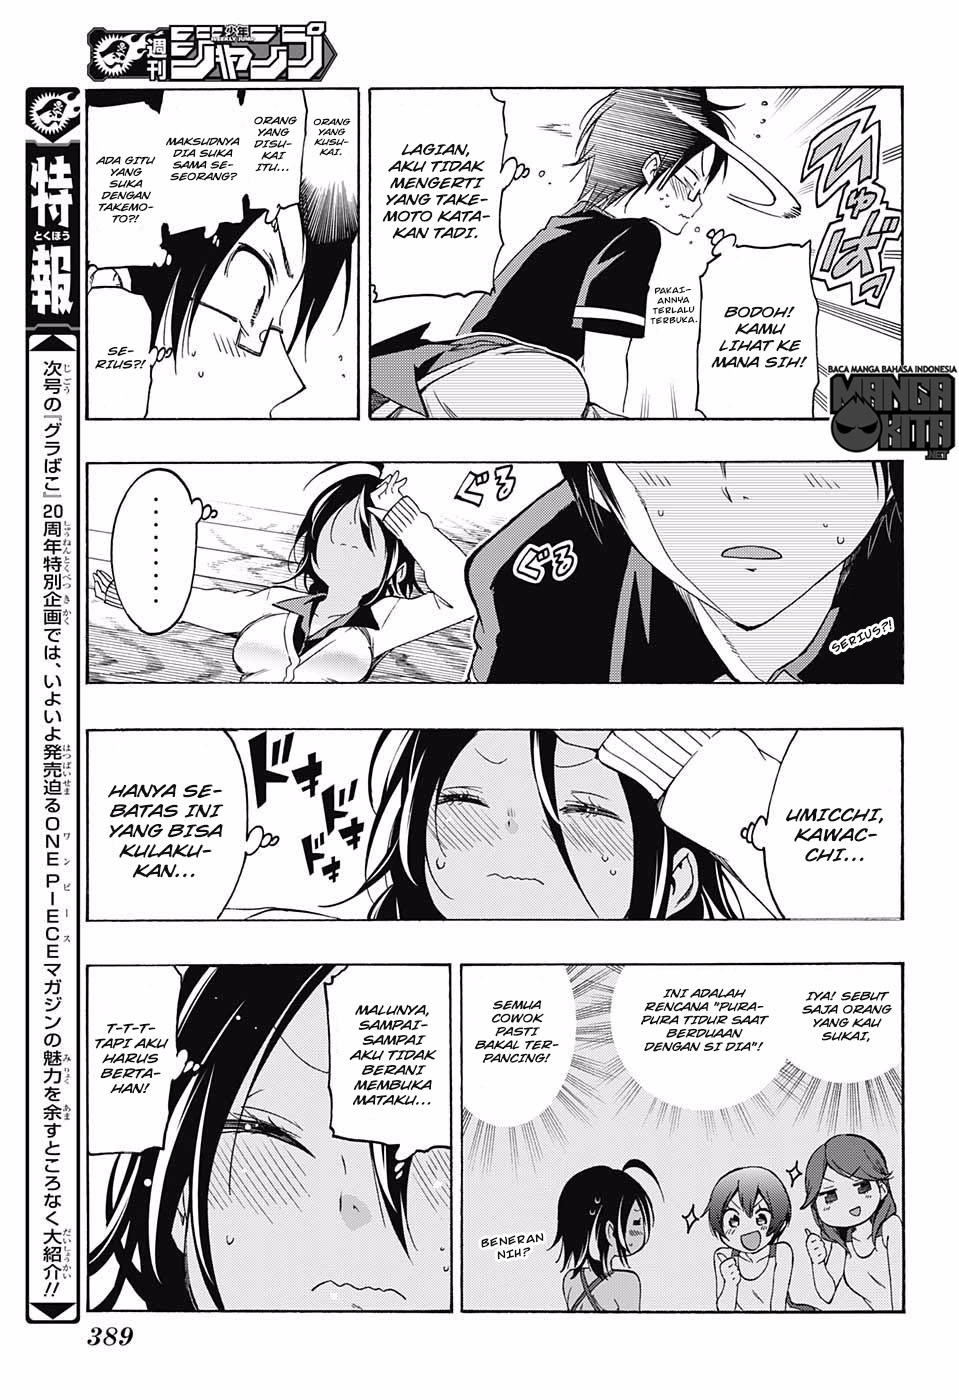 週刊
少年
ジャンプ
特報
とくほう
次号の『グラばこ』20周年特別企画では、いよいよ発売迫るONE PIECEマガジンの魅力を余すところなく大紹介!!
LAGIAN,
AKU TIDAK
MENGERTI
YANG TAKE-
MOTO KATA-
KAN TADI.
PAKAI-
ANNYA
TERLALU
TERBUKA.
BODOH!
KAMU
LIHAT KE
MANA SIH!
BACA MANGA BAHASA INDONESIA
MANGA
KITA
.NET
ORANG
YANG
KUSU-
KAI.
ORANG
YANG
DISU-
KAI ITU...
MAKSUDNYA
DIA SUKA
SAMA SE-
SEORANG?
ADA GITU
YANG
SUKA
DENGAN
TAKEMO-
TO?!
SE-
RIUS?!
SERIUS?!
ぐる
ぐる
.........
UMICCHI,
KAWAC-
CHI...
ドキ
ドキ
HANYA SE-
BATAS INI
YANG BISA
KULAKU-
KAN...
IYA! SEBUT
SAJA ORANG
YANG KAU
SUKAI,
INI ADALAH
RENCANA "PURA-
PURA TIDUR SAAT
BERDUAAN
DENGAN SI DIA"!
SEMUA
COWOK
PASTI
BAKAL TER-
PANCING!
BENERAN
NIH?
MALUNYA,
SAMPAI-
SAMPAI
AKU TIDAK
BERANI
MEMBUKA
MATAKU...
T-T-T-
TAPI AKU
HARUS
BERTA-
HAN!
389